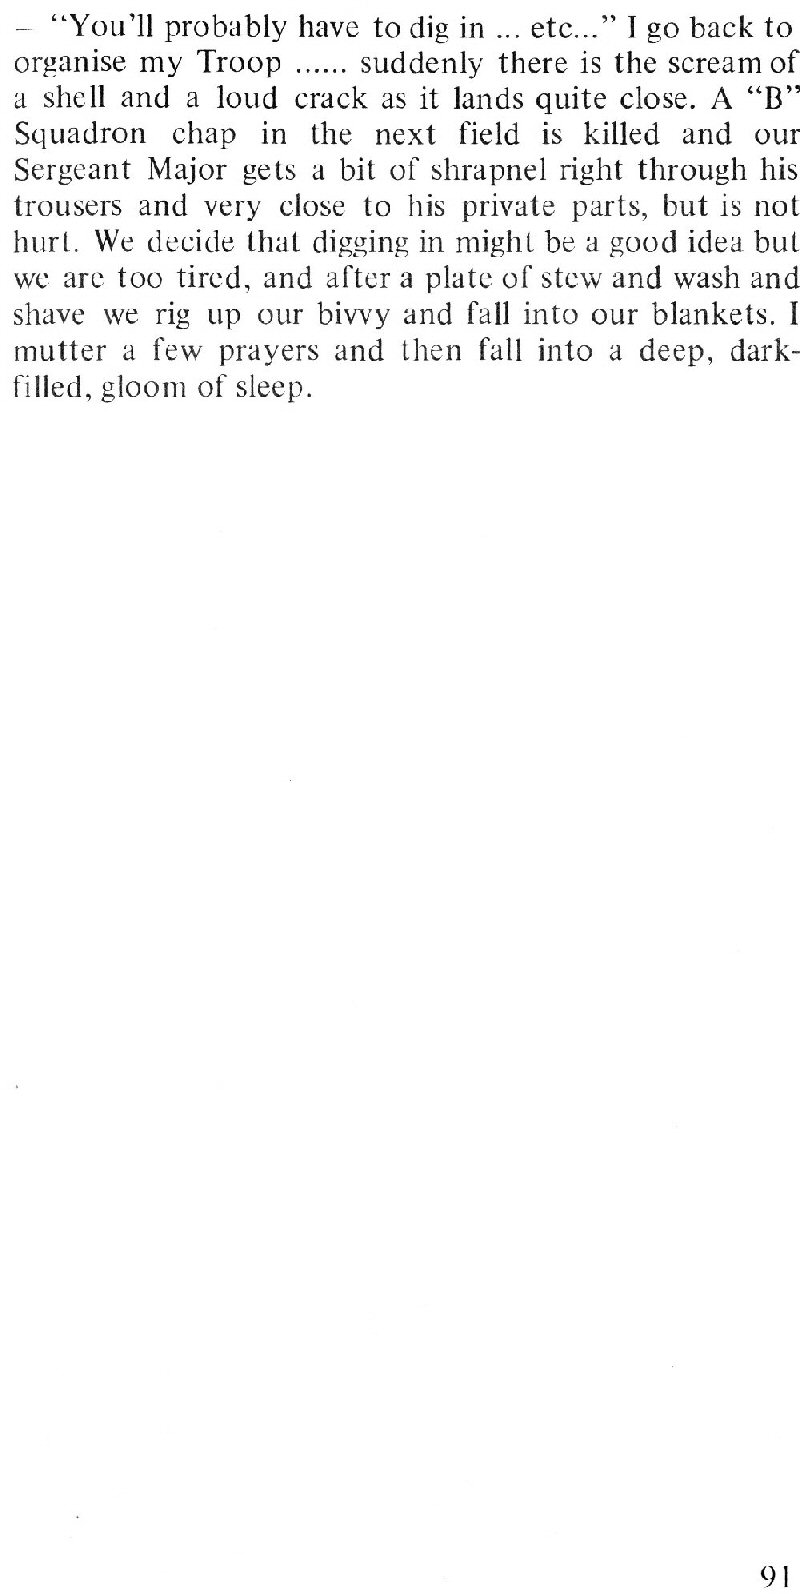 – “You’ll probably have to dig in ... etc...” I go back to
organise my Troop ...... suddenly there is the scream of
a shell and a loud crack as it lands quite close. A “B”
Squadron chap in the next field is killed and our
Sergeant Major gets a bit of shrapnel right through his
trousers and very close to his private parts, but is not
hurt. We decide that digging in might be a good idea but
we are too tired, and after a plate of stew and wash and
shave we rig up our bivvy and fall into our blankets. I
mutter a few prayers and then fall into a deep, dark-
filled, gloom of sleep.
91